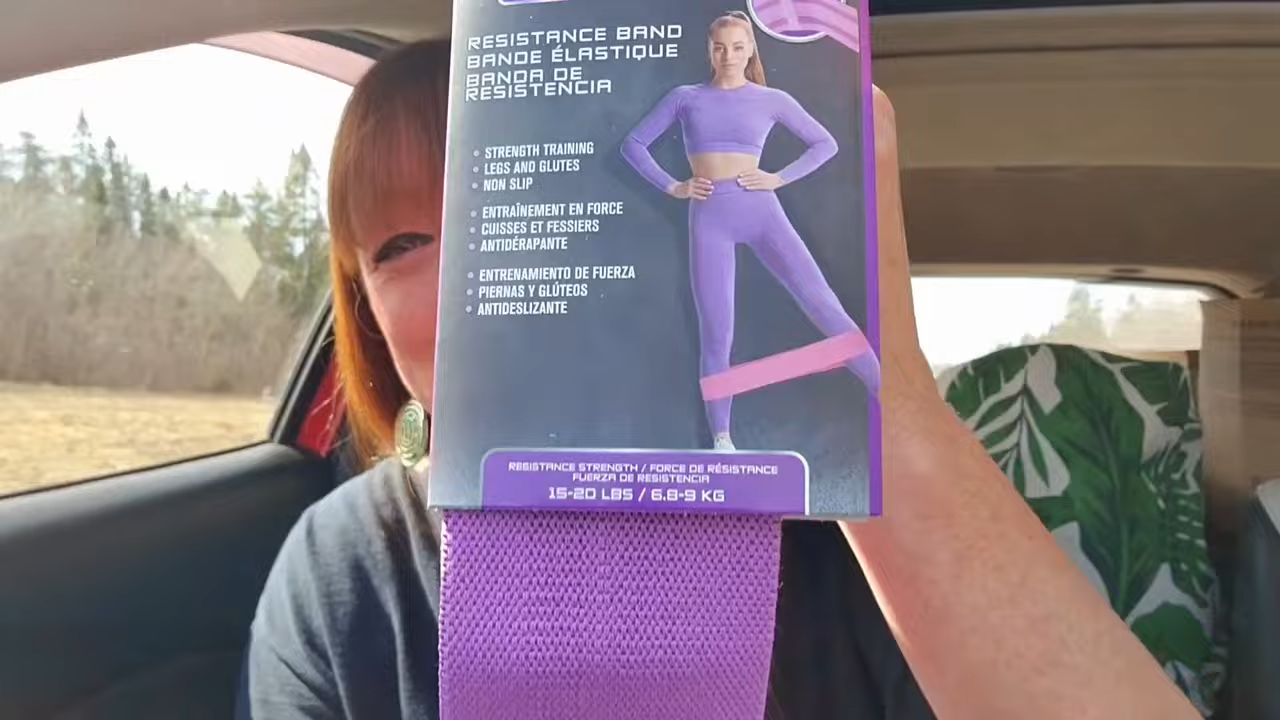 RESISTANCE BAND
BANDE ÉLASTIQUE
BANDA DE
RESISTENCIA
STRENGTH TRAINING
LEGS AND GLUTES
NON SLIP
ENTRAÎNEMENT EN FORCE
CUISSES ET FESSIERS
ANTIDÉRAPANTE
ENTRENAMIENTO DE FUERZA
PIERNAS Y GLÚTEOS
ANTIDESLIZANTE
RESISTANCE STRENGTH / FORCE DE RÉSISTANCE
FUERZA DE RESISTENCIA
15-20 LBS / 6.8-9 KG